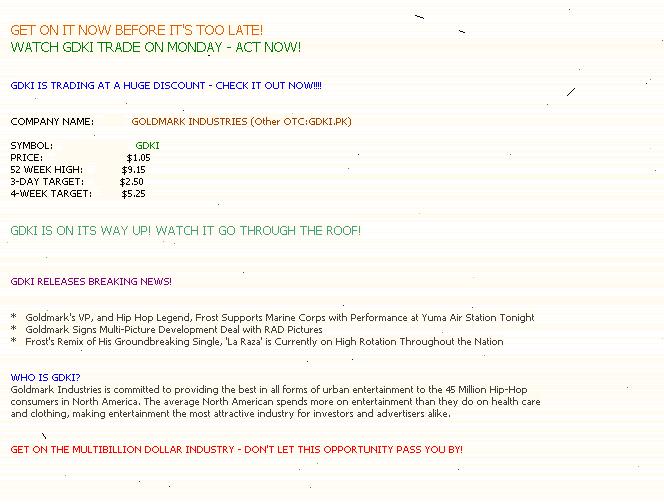 GET ON IT NOW BEFORE IT'S TOO LATE!
WATCH GDKI TRADE ON MONDAY - ACT NOW!
GDKI IS TRADING AT A HUGE DISCOUNT - CHECK IT OUT NOW!!!!
COMPANY NAME: GOLDMARK INDUSTRIES (Other OTC:GDKI.PK)
SYMBOL: GDKI
PRICE: $1.05
52 WEEK HIGH: $9.15
3-DAY TARGET: $2.50
4-WEEK TARGET: $5.25
GDKI IS ON ITS WAY UP! WATCH IT GO THROUGH THE ROOF!
GDKI RELEASES BREAKING NEWS!
* Goldmark's VP, and Hip Hop Legend, Frost Supports Marine Corps with Performance at Yuma Air Station Tonight
* Goldmark Signs Multi-Picture Development Deal with RAD Pictures
* Frost's Remix of His Groundbreaking Single, 'La Raza' is Currently on High Rotation Throughout the Nation
WHO IS GDKI?
Goldmark Industries is committed to providing the best in all forms of urban entertainment to the 45 Million Hip-Hop
consumers in North America. The average North American spends more on entertainment than they do on health care
and clothing, making entertainment the most attractive industry for investors and advertisers alike.
GET ON THE MULTIBILLION DOLLAR INDUSTRY - DON'T LET THIS OPPORTUNITY PASS YOU BY!